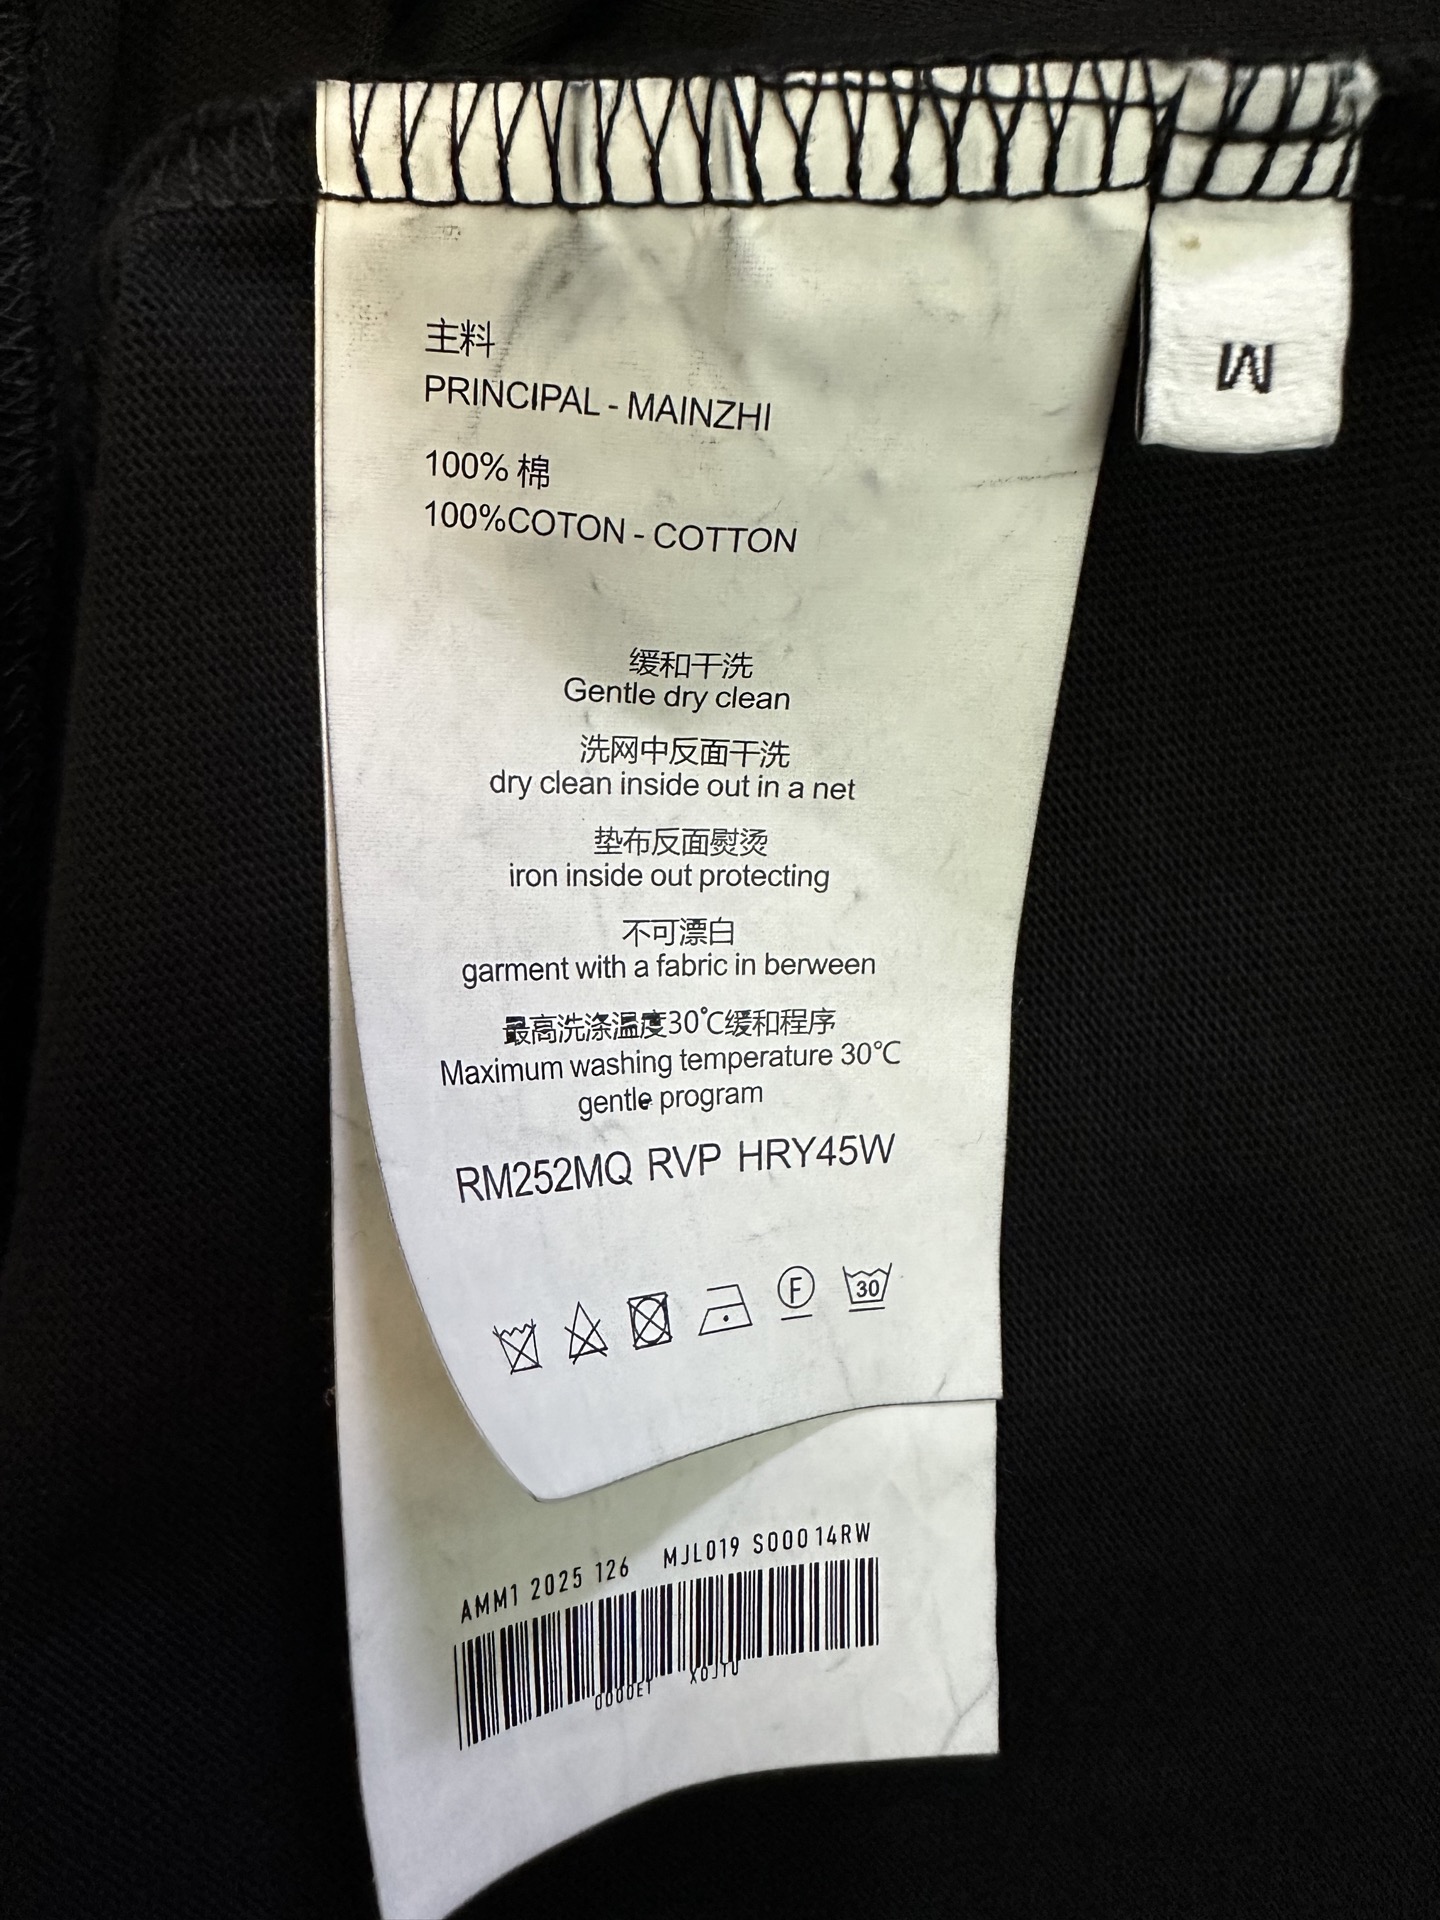 主料
PRINCIPAL - MAINZHI
100% 棉
100%COTON - COTTON
缓和干洗
Gentle dry clean
洗网中反面干洗
dry clean inside out in a net
垫布反面熨烫
iron inside out protecting
不可漂白
garment with a fabric in berween
最高洗涤温度30℃缓和程序
Maximum washing temperature 30℃
gentle program
RM252MQ RVP HRY45W
F
30
AMM1 2025 126 MJL019 S00014RW
0000E1 XOJTU
M